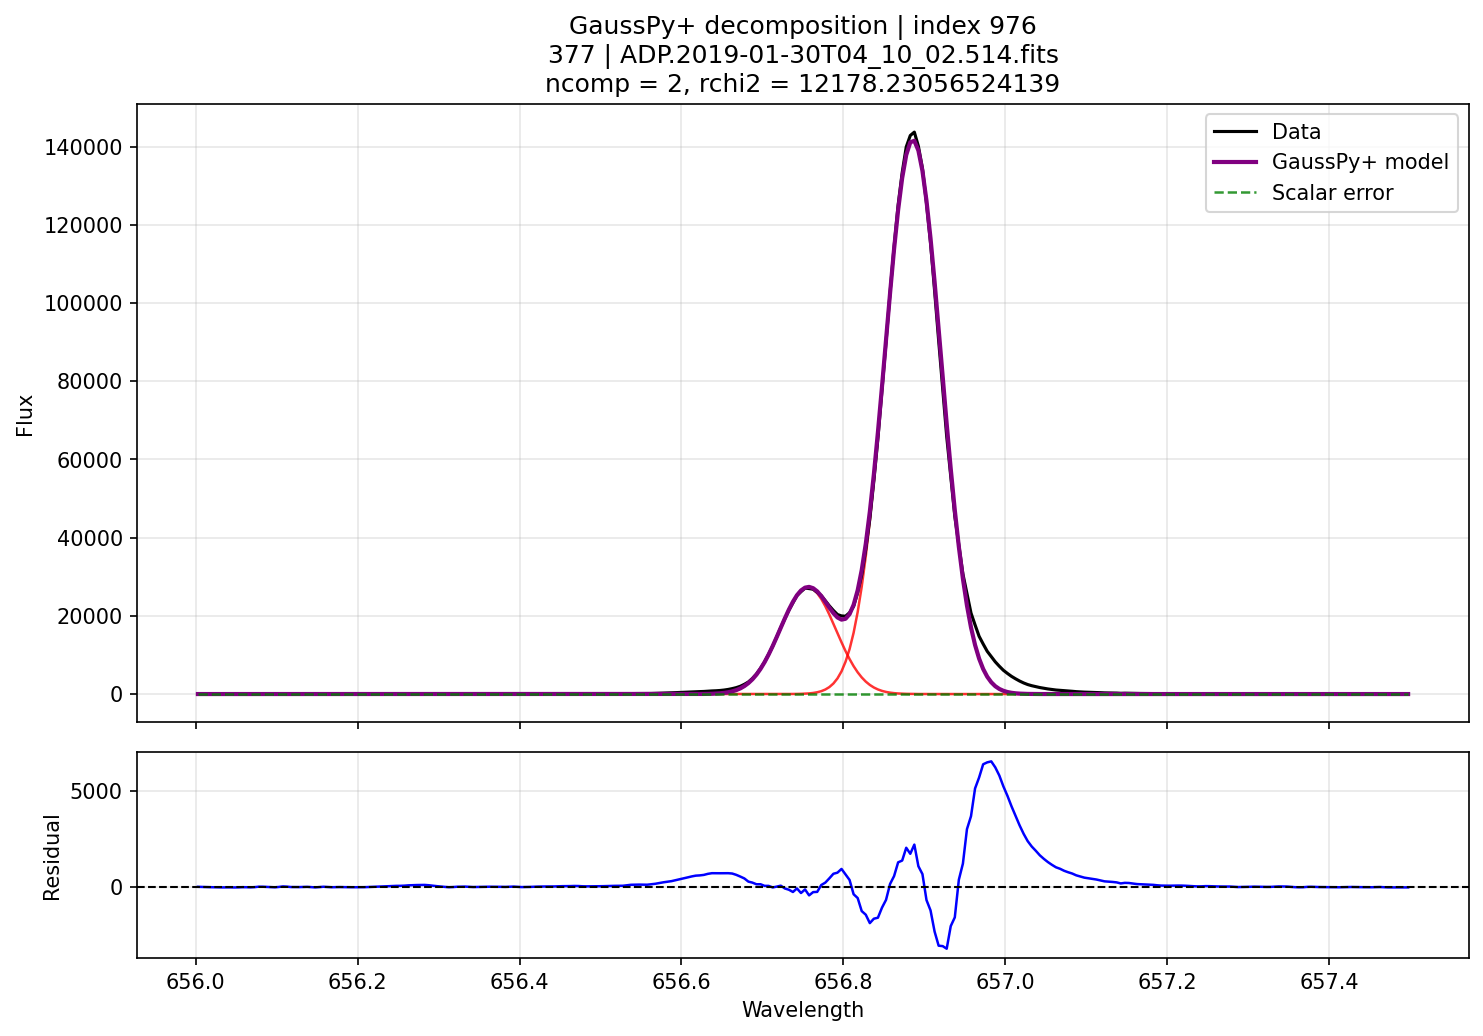 GaussPy+ decomposition | index 976
377 | ADP.2019-01-30T04_10_02.514.fits
ncomp = 2, rchi2 = 12178.23056524139
Data
GaussPy+ model
Scalar error
140000
120000
100000
80000
60000
40000
20000
0
Flux
5000
0
Residual
656.0 656.2 656.4 656.6 656.8 657.0 657.2 657.4
Wavelength